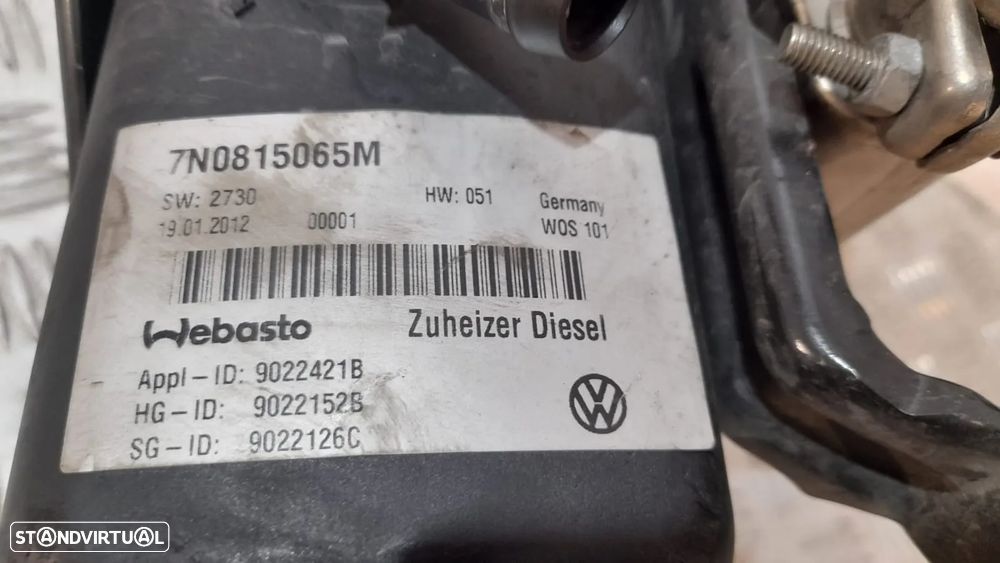 7N0815065M
SW: 2730 HW: 051 Germany
19.01.2012 00001 WOS 101
Webasto Zuheizer Diesel
Appl-ID: 9022421B
HG-ID: 9022152B
SG-ID: 9022126C
VW
STANDVIRTUAL